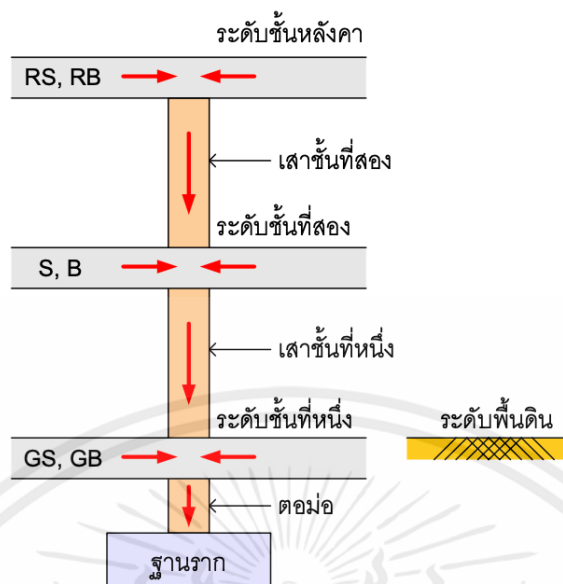 ระดับชั้นหลังคา
RS, RB
เสาชั้นที่สอง
ระดับชั้นที่สอง
S, B
เสาชั้นที่หนึ่ง
ระดับชั้นที่หนึ่ง
ระดับพื้นดิน
GS, GB
ตอม่อ
ฐานราก